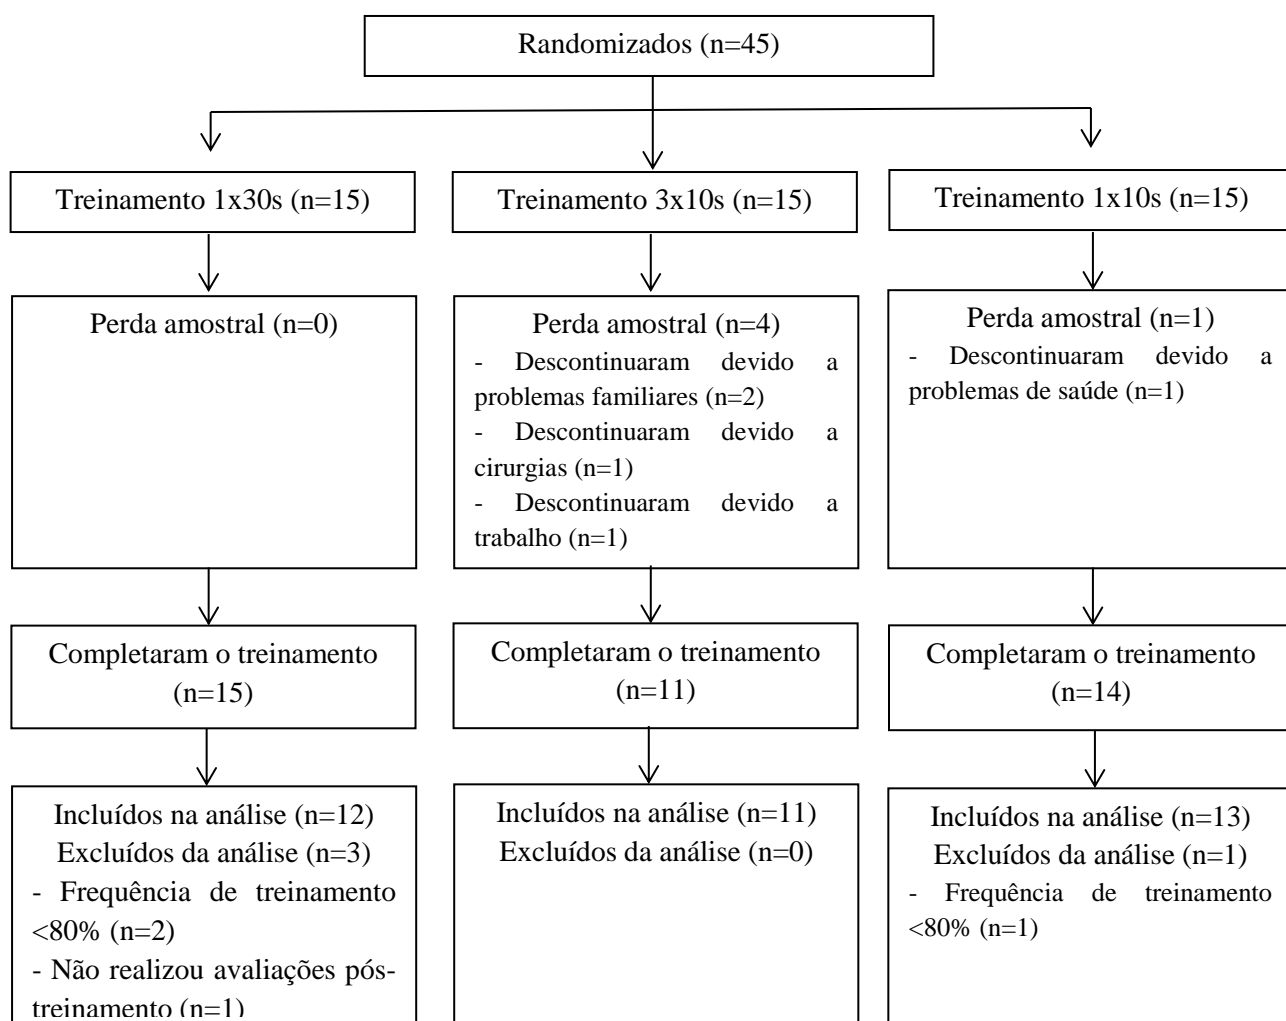 Randomizados (n=45)
Treinamento 1x30s (n=15)
Treinamento 3x10s (n=15)
Treinamento 1x10s (n=15)
Perda amostral (n=0)
Perda amostral (n=4)
- Descontinuaram devido a
problemas familiares (n=2)
- Descontinuaram devido a
cirurgias (n=1)
- Descontinuaram devido a
trabalho (n=1)
Perda amostral (n=1)
- Descontinuaram devido a
problemas de saúde (n=1)
Completaram o treinamento
(n=15)
Completaram o treinamento
(n=11)
Completaram o treinamento
(n=14)
Incluídos na análise (n=12)
Excluídos da análise (n=3)
- Frequência de treinamento
<80% (n=2)
- Não realizou avaliações pós-
treinamento (n=1)
Incluídos na análise (n=11)
Excluídos da análise (n=0)
Incluídos na análise (n=13)
Excluídos da análise (n=1)
- Frequência de treinamento
<80% (n=1)